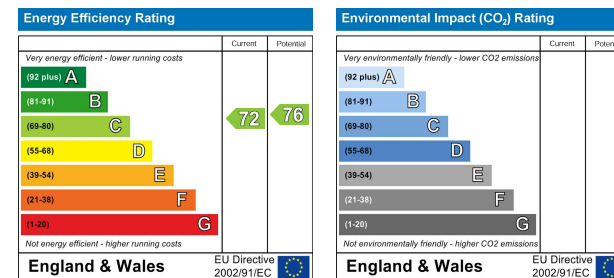 Energy Efficiency Rating
Current Potential
Very energy efficient - lower running costs
(92 plus) A
(81-91) B
(69-80) C
72 76
(55-68) D
(39-54) E
(21-38) F
(1-20) G
Not energy efficient - higher running costs
England & Wales
EU Directive
2002/91/EC
Environmental Impact (CO₂) Rating
Current Poten
Very environmentally friendly - lower CO2 emissions
(92 plus) A
(81-91) B
(69-80) C
(55-68) D
(39-54) E
(21-38) F
(1-20) G
Not environmentally friendly - higher CO2 emissions
England & Wales
EU Directive
2002/91/EC